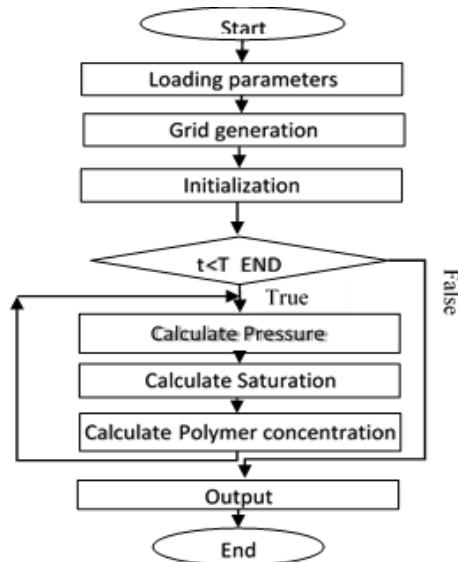 Start
Loading parameters
Grid generation
Initialization
t<T END
True
False
Calculate Pressure
Calculate Saturation
Calculate Polymer concentration
Output
End